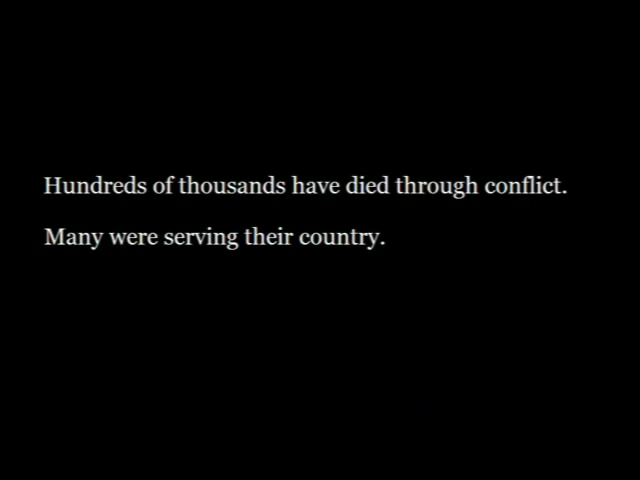 Hundreds of thousands have died through conflict.
Many were serving their country.